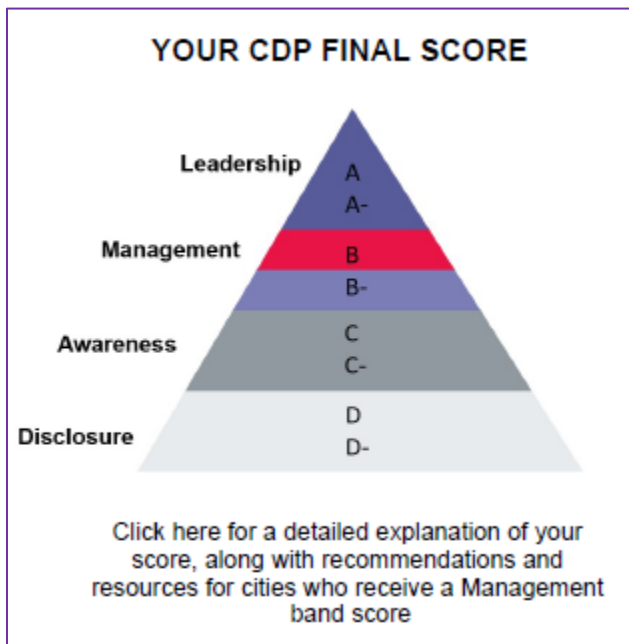 YOUR CDP FINAL SCORE
Leadership
A
A-
Management
B
B-
Awareness
C
C-
Disclosure
D
D-
Click here for a detailed explanation of your
score, along with recommendations and
resources for cities who receive a Management
band score